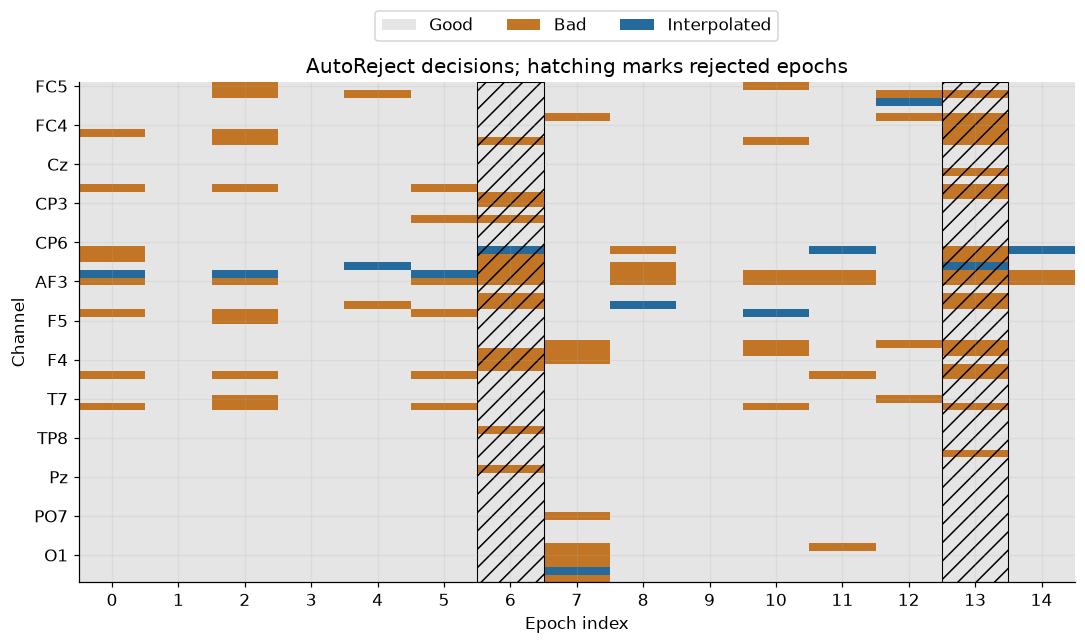 Good Bad Interpolated
AutoReject decisions; hatching marks rejected epochs
Channel
FC5
FC4
Cz
CP3
CP6
AF3
F5
F4
T7
TP8
Pz
PO7
O1
0 1 2 3 4 5 6 7 8 9 10 11 12 13 14
Epoch index